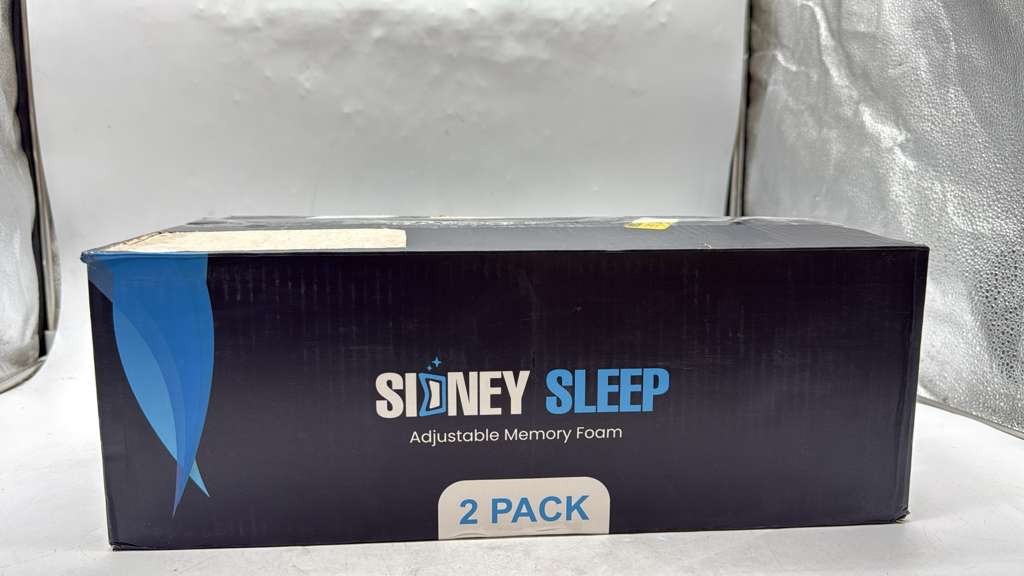 SIDNEY SLEEP
Adjustable Memory Foam
2 PACK